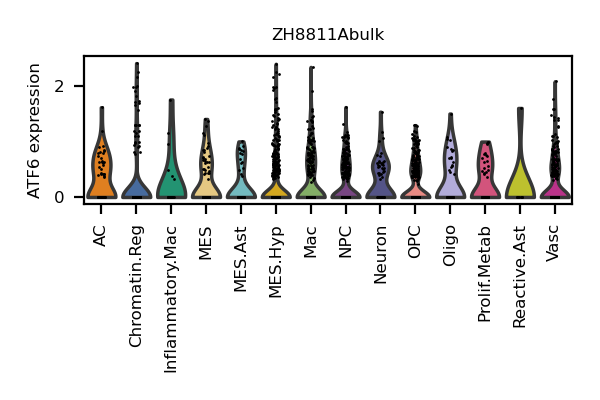 ZH8811Abulk
ATF6 expression
2
0
AC
Chromatin.Reg
Inflammatory.Mac
MES
MES.Ast
MES.Hyp
Mac
NPC
Neuron
OPC
Oligo
Prolif.Metab
Reactive.Ast
Vasc